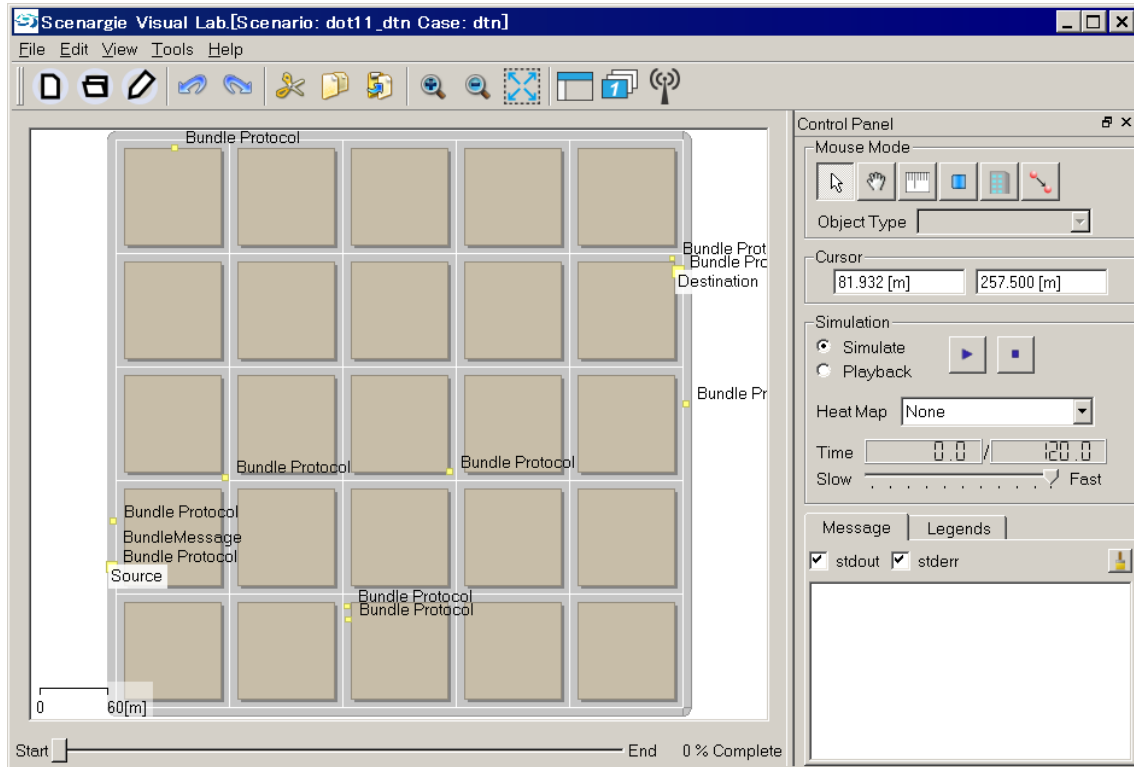 Scenargie Visual Lab.[Scenario: dot11_dtn Case: dtn]
File Edit View Tools Help
1
Bundle Protocol
Bundle Prot
Bundle Pro
Destination
Bundle Pr
Bundle Protocol
Bundle Protocol
Bundle Protocol
BundleMessage
Bundle Protocol
Source
Bundle Protocol
Bundle Protocol
0 60[m]
Start End 0 % Complete
Control Panel
Mouse Mode
Object Type
Cursor
81.932 [m] 257.500 [m]
Simulation
Simulate
Playback
Heat Map None
Time 0.0 / 120.0
Slow Fast
Message Legends
stdout stderr